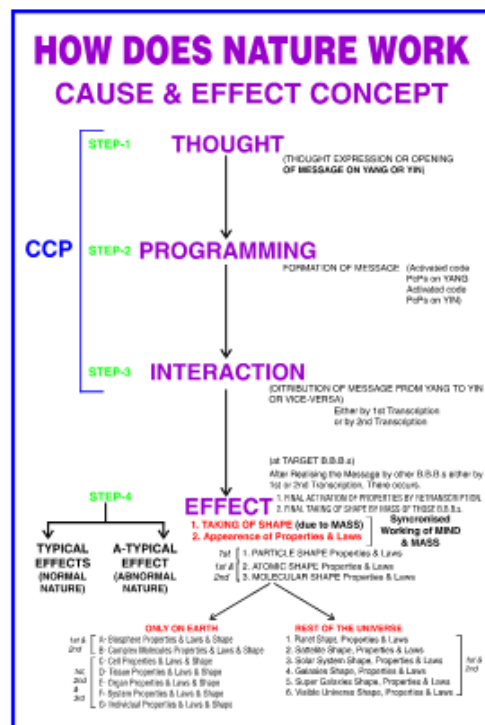 HOW DOES NATURE WORK
CAUSE & EFFECT CONCEPT
STEP-1 THOUGHT
(THOUGHT EXPRESSION OR OPENING
OF MESSAGE ON YANG OR YIN)
CCP
STEP-2 PROGRAMMING
FORMATION OF MESSAGE (Activated code
PcPs on YANG
Activated code
PcPs on YIN)
STEP-3 INTERACTION
(DITRIBUTION OF MESSAGE FROM YANG TO YIN
OR VICE-VERSA)
Either by 1st Transcription
or by 2nd Transcription
(at TARGET B.B.B.s)
After Realising the Message by other B.B.B.s either by
1st or 2nd Transcription. There occurs.
STEP-4 EFFECT
1. FINAL ACTIVATION OF PROPERTIES BY RETRANSCRIPTION.
2. FINAL TAKING OF SHAPE BY MASS OF THOSE B.B.B.s.
1. TAKING OF SHAPE (due to MASS)
2. Appearence of Properties & Laws
Syncronised
Working of MIND
& MASS
TYPICAL
EFFECTS
(NORMAL
NATURE)
A-TYPICAL
EFFECT
(ABNORMAL
NATURE)
1st 1. PARTICLE SHAPE Properties & Laws
1st & 2. ATOMIC SHAPE Properties & Laws
2nd 3. MOLECULAR SHAPE Properties & Laws
ONLY ON EARTH
1st & A- Biosphere Properties & Laws & Shape
2nd B- Complex Molecules Properties & Laws & Shape
C- Cell Properties & Laws & Shape
1st, D- Tissue Properties & Laws & Shape
2nd E- Organ Properties & Laws & Shape
& F- System Properties & Laws & Shape
3rd G- Individual Properties & Laws & Shape
REST OF THE UNIVERSE
1. Planet Shape, Properties & Laws
2. Sattelite Shape, Properties & Laws
3. Solar System Shape, Properties & Laws
4. Galaxies Shape, Properties & Laws
5. Super Galaxies Shape, Properties & Laws
6. Visible Universe Shape, Properties & Laws
1st &
2nd